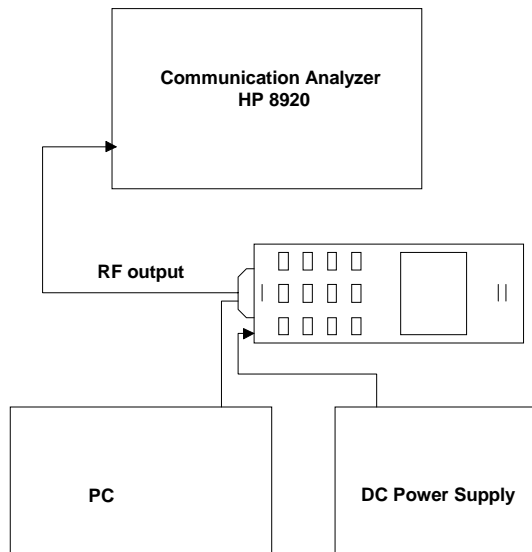 Communication Analyzer
HP 8920
RF output
PC
DC Power Supply